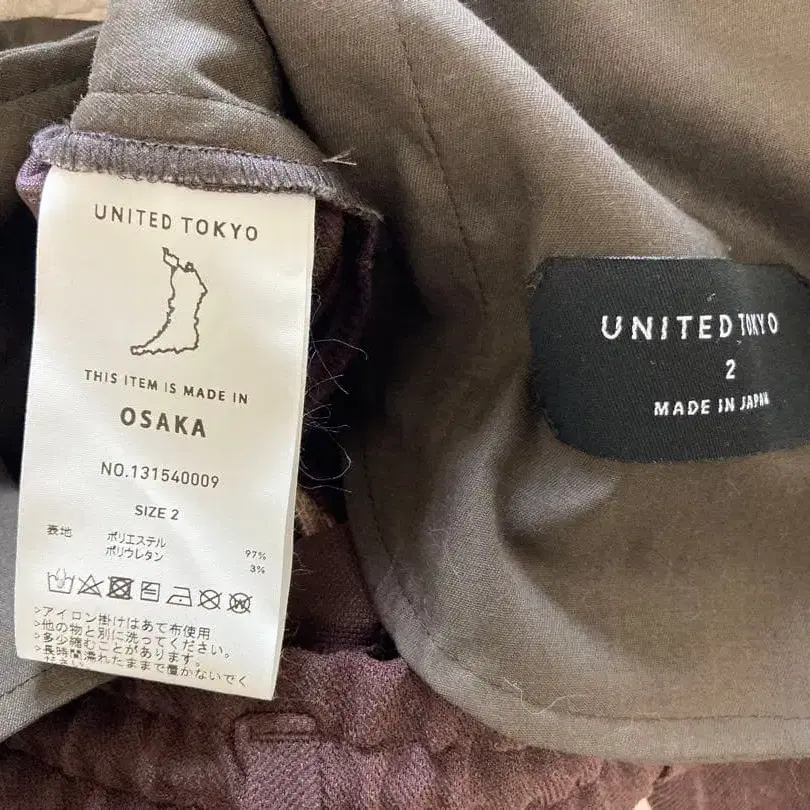 UNITED TOKYO
THIS ITEM IS MADE IN
OSAKA
NO.131540009
SIZE 2
表地 ポリエステル 97%
ポリウレタン 3%
>アイロン掛けはあて布使用
>他の物と別に洗ってください。
>多少縮むことがあります。
>長時間濡れたままで置かないでく
ださい。
UNITED TOKYO
2
MADE IN JAPAN